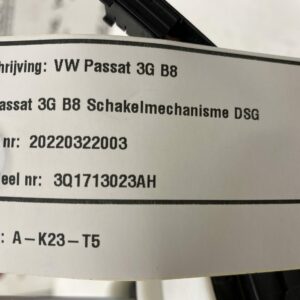 hrijving: VW Passat 3G B8
assat 3G B8 Schakelmechanisme DSG
nr: 20220322003
eel nr: 3Q1713023AH
: A-K23-T5